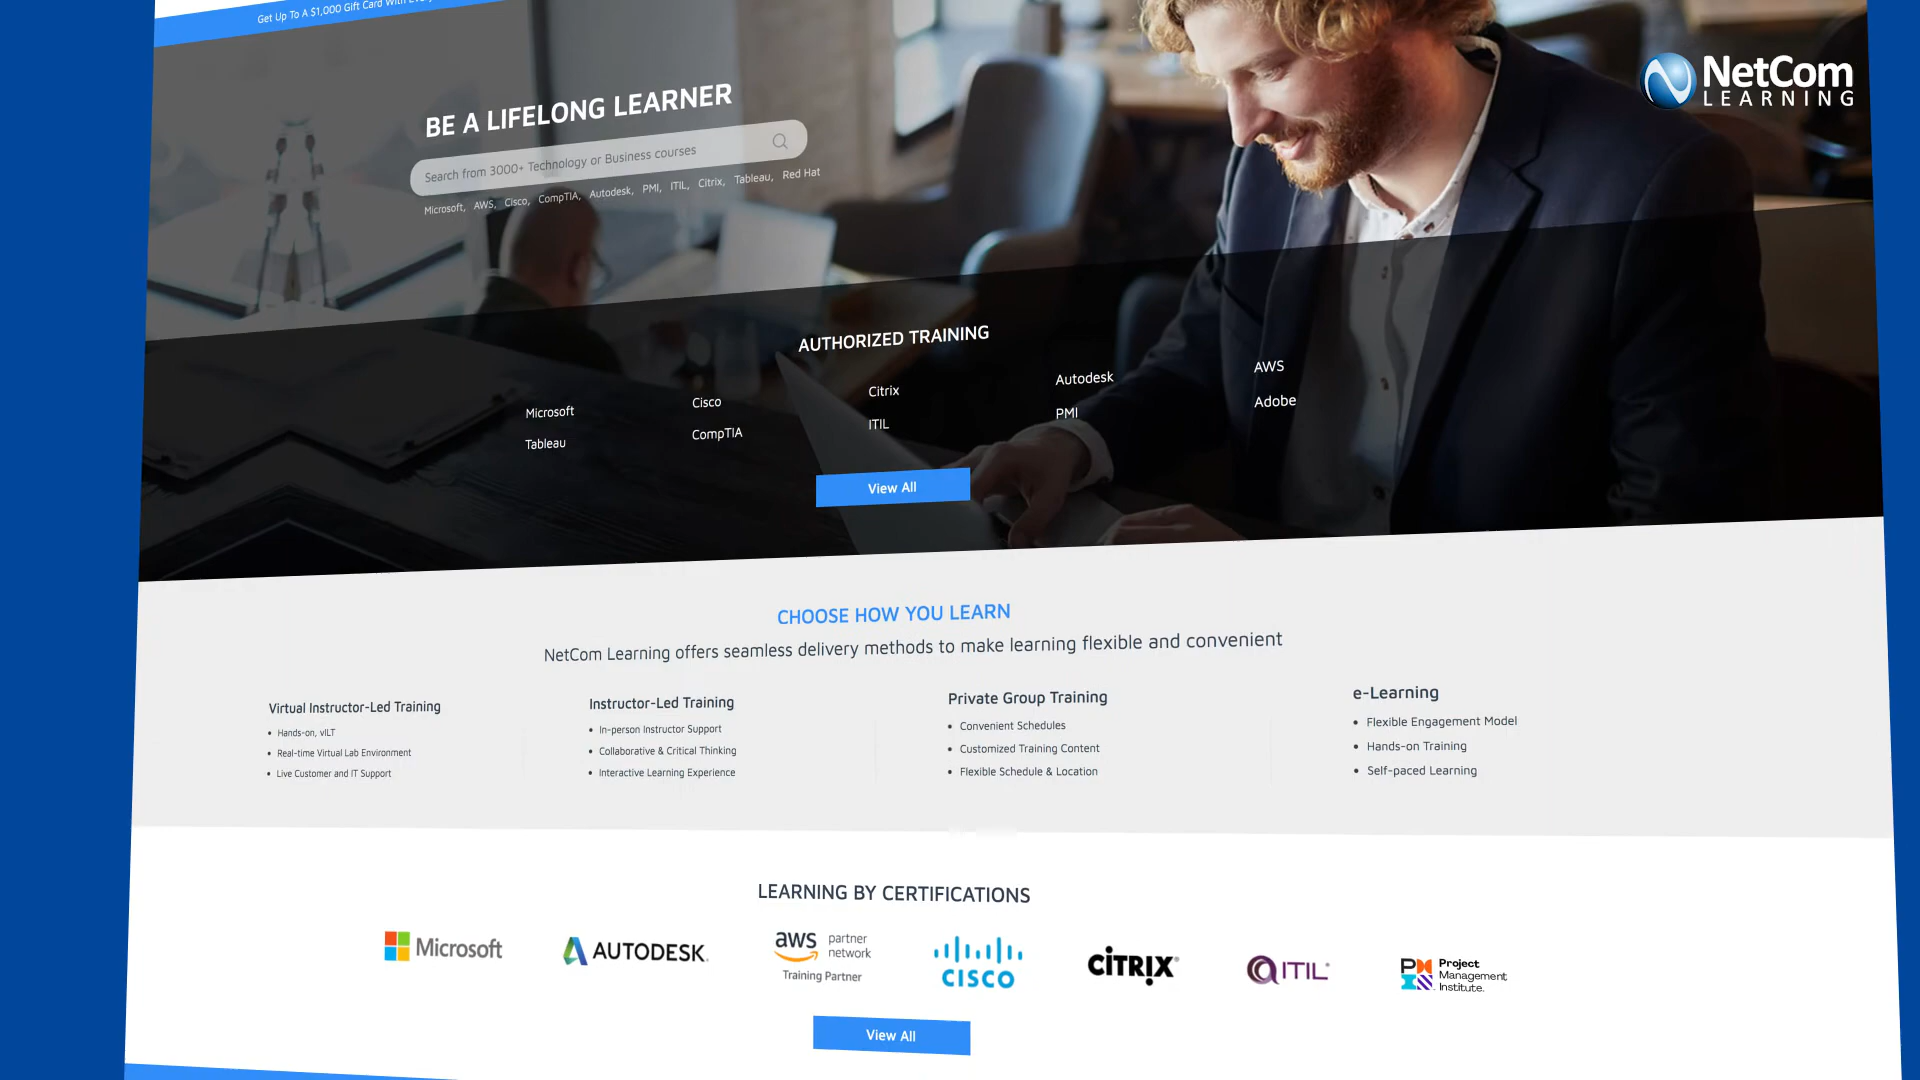 Get Up To A $1,000 Gift Card With
NetCom
LEARNING
BE A LIFELONG LEARNER
Search from 3000+ Technology or Business courses
Microsoft, AWS, Cisco, CompTIA, Autodesk, PMI, ITIL, Citrix, Tableau, Red Hat
AUTHORIZED TRAINING
Microsoft Cisco Citrix Autodesk AWS
Tableau CompTIA ITIL PMI Adobe
View All
CHOOSE HOW YOU LEARN
NetCom Learning offers seamless delivery methods to make learning flexible and convenient
Virtual Instructor-Led Training
• Hands-on, vILT
• Real-time Virtual Lab Environment
• Live Customer and IT Support
Instructor-Led Training
• In-person Instructor Support
• Collaborative & Critical Thinking
• Interactive Learning Experience
Private Group Training
• Convenient Schedules
• Customized Training Content
• Flexible Schedule & Location
e-Learning
• Flexible Engagement Model
• Hands-on Training
• Self-paced Learning
LEARNING BY CERTIFICATIONS
Microsoft
AUTODESK.
aws partner
network
Training Partner
CISCO
CITRIX
ITIL
Project
Management
Institute.
View All